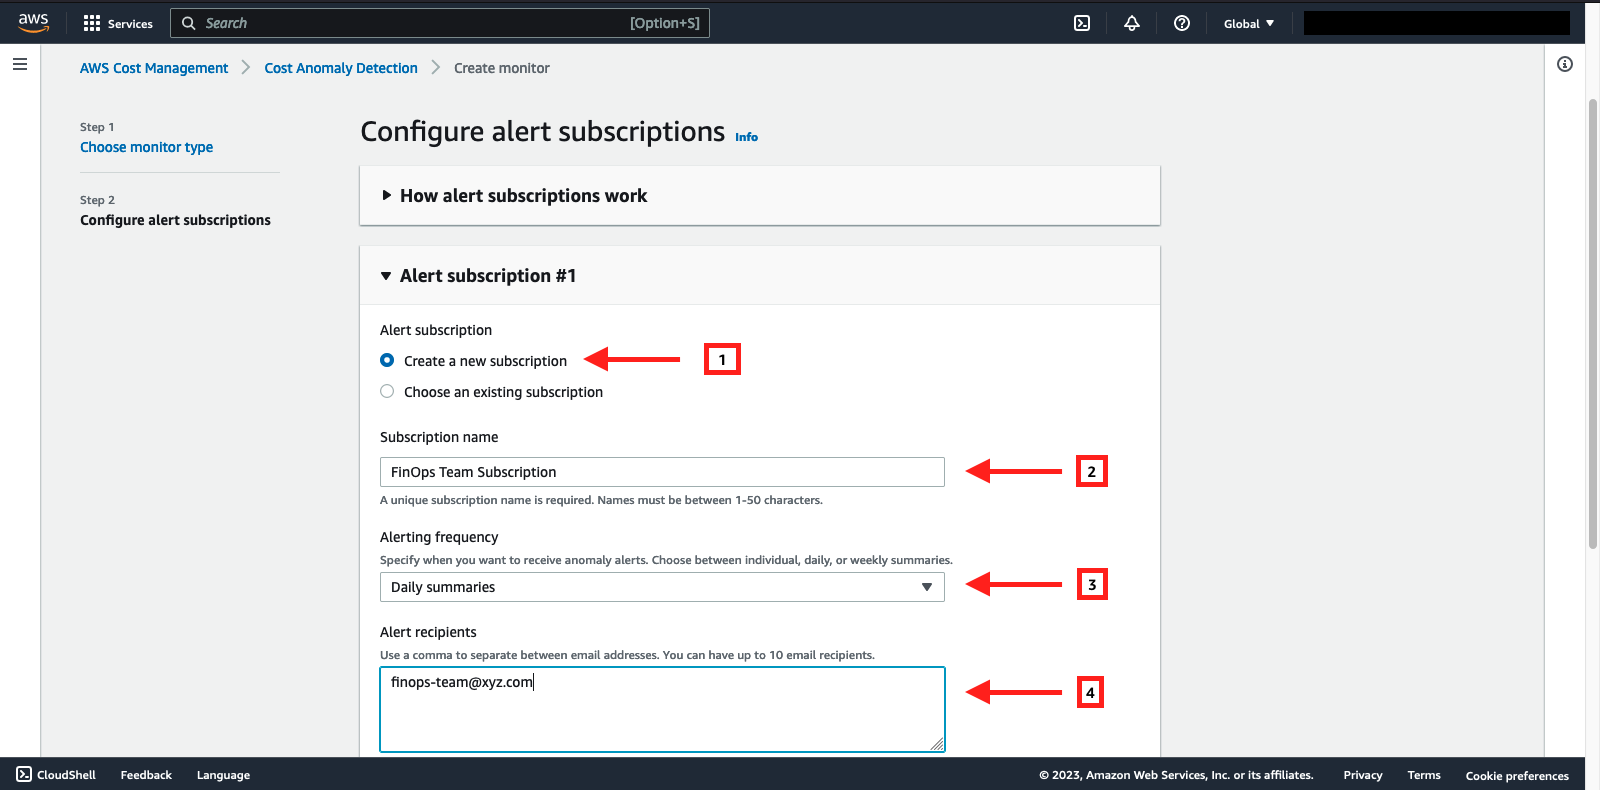 aws
Services
Search
[Option+S]
Global
AWS Cost Management
Cost Anomaly Detection
Create monitor
Step 1
Choose monitor type
Step 2
Configure alert subscriptions
Configure alert subscriptions Info
How alert subscriptions work
Alert subscription #1
Alert subscription
Create a new subscription
1
Choose an existing subscription
Subscription name
FinOps Team Subscription
2
A unique subscription name is required. Names must be between 1-50 characters.
Alerting frequency
Specify when you want to receive anomaly alerts. Choose between individual, daily, or weekly summaries.
Daily summaries
3
Alert recipients
Use a comma to separate between email addresses. You can have up to 10 email recipients.
finops-team@xyz.com
4
CloudShell
Feedback
Language
© 2023, Amazon Web Services, Inc. or its affiliates.
Privacy
Terms
Cookie preferences